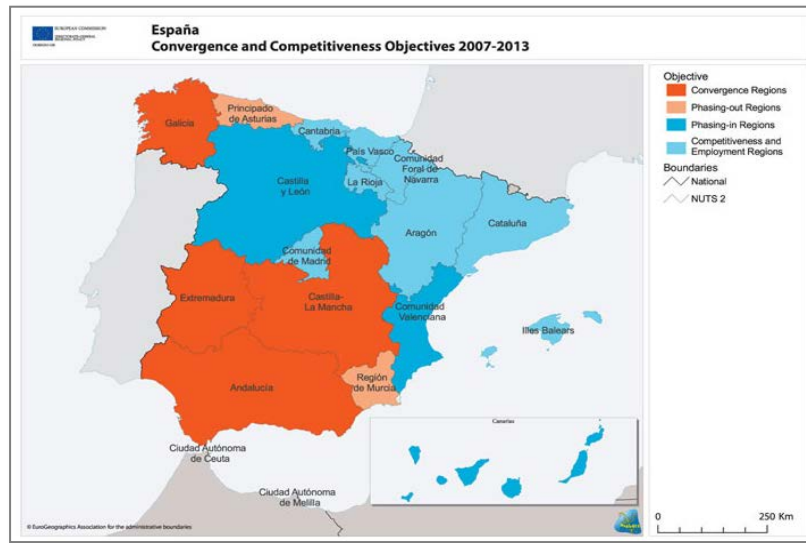 EUROPEAN COMMISSION
España
Convergence and Competitiveness Objectives 2007-2013
Objective
Convergence Regions
Phasing-out Regions
Phasing-in Regions
Competitiveness and
Employment Regions
Boundaries
National
NUTS 2
Galicia
Principado
de Asturias
Cantabria
País Vasco
Comunidad
Foral de
Navarra
La Rioja
Castilla
y León
Aragón
Cataluña
Comunidad
de Madrid
Extremadura
Castilla-
La Mancha
Comunidad
Valenciana
Illes Balears
Andalucía
Región
de Murcia
Ciudad Autónoma
de Ceuta
Ciudad Autónoma
de Melilla
Canarias
© EuroGeographics Association for the administrative boundaries
0 250 Km